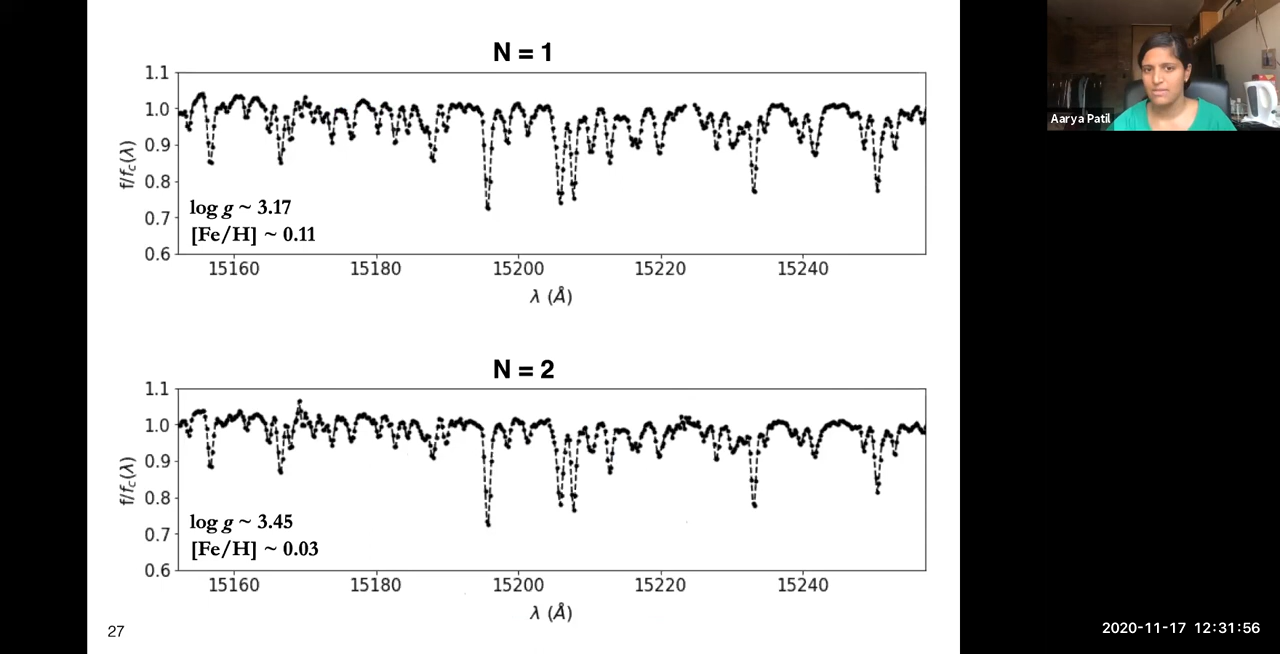 N = 1
1.1
1.0
0.9
0.8
0.7
0.6
f/fc(λ)
log g ~ 3.17
[Fe/H] ~ 0.11
15160 15180 15200 15220 15240
λ (Å)
N = 2
1.1
1.0
0.9
0.8
0.7
0.6
f/fc(λ)
log g ~ 3.45
[Fe/H] ~ 0.03
15160 15180 15200 15220 15240
λ (Å)
27
Aarya Patil
2020-11-17 12:31:56